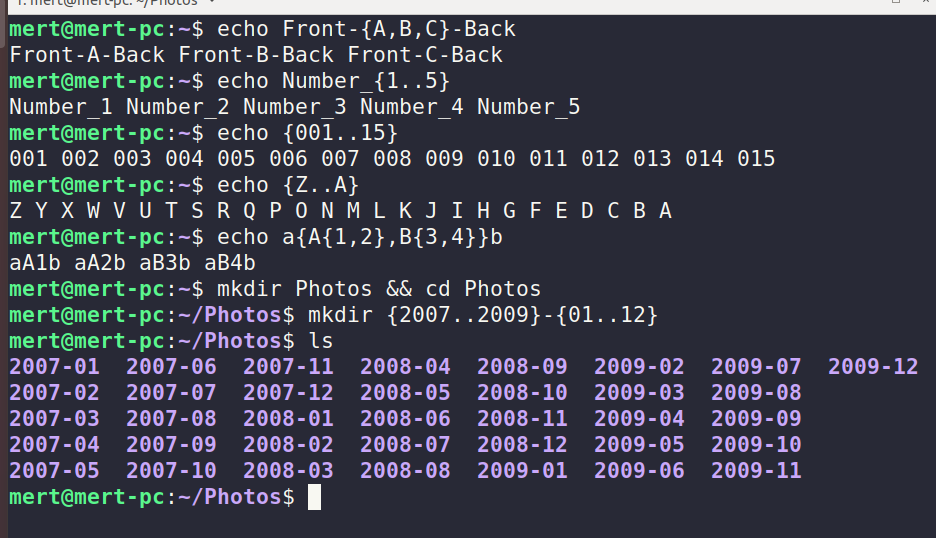 1. mert@mert-pc: ~/Photos
mert@mert-pc:~$ echo Front-{A,B,C}-Back
Front-A-Back Front-B-Back Front-C-Back
mert@mert-pc:~$ echo Number_{1..5}
Number_1 Number_2 Number_3 Number_4 Number_5
mert@mert-pc:~$ echo {001..15}
001 002 003 004 005 006 007 008 009 010 011 012 013 014 015
mert@mert-pc:~$ echo {Z..A}
Z Y X W V U T S R Q P O N M L K J I H G F E D C B A
mert@mert-pc:~$ echo a{A{1,2},B{3,4}}b
aA1b aA2b aB3b aB4b
mert@mert-pc:~$ mkdir Photos && cd Photos
mert@mert-pc:~/Photos$ mkdir {2007..2009}-{01..12}
mert@mert-pc:~/Photos$ ls
2007-01  2007-06  2007-11  2008-04  2008-09  2009-02  2009-07  2009-12
2007-02  2007-07  2007-12  2008-05  2008-10  2009-03  2009-08
2007-03  2007-08  2008-01  2008-06  2008-11  2009-04  2009-09
2007-04  2007-09  2008-02  2008-07  2008-12  2009-05  2009-10
2007-05  2007-10  2008-03  2008-08  2009-01  2009-06  2009-11
mert@mert-pc:~/Photos$